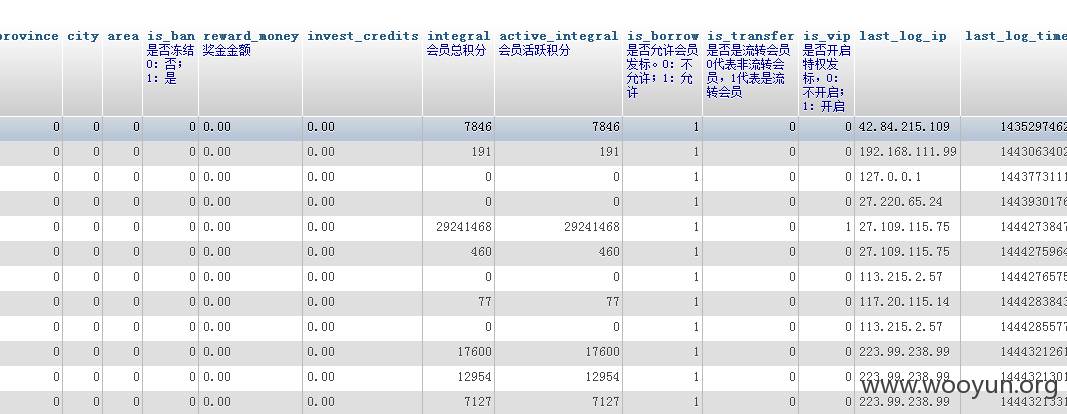 province city area is_ban reward_money invest_credits integral active_integral is_borrow is_transfer is_vip last_log_ip last_log_time
是否冻结 奖金金额 会员总积分 会员活跃积分 是否允许会员 是否是流转会员 是否开启
0：否； 发标。0：不 0代表非流转会 特权发
1：是 允许；1：允 员，1代表是流 标，0：
许 转会员 不开启；
1：开启
0 0 0 0 0.00 0.00 7846 7846 1 0 0 42.84.215.109 1435297462
0 0 0 0 0.00 0.00 191 191 1 0 0 192.168.111.99 1443063402
0 0 0 0 0.00 0.00 0 0 1 0 0 127.0.0.1 1443773111
0 0 0 0 0.00 0.00 0 0 1 0 0 27.220.65.24 1443930176
0 0 0 0 0.00 0.00 29241468 29241468 1 0 1 27.109.115.75 1444273847
0 0 0 0 0.00 0.00 460 460 1 0 0 27.109.115.75 1444275964
0 0 0 0 0.00 0.00 0 0 1 0 0 113.215.2.57 1444276575
0 0 0 0 0.00 0.00 77 77 1 0 0 117.20.115.14 1444283843
0 0 0 0 0.00 0.00 0 0 1 0 0 113.215.2.57 1444285577
0 0 0 0 0.00 0.00 17600 17600 1 0 0 223.99.238.99 1444321261
0 0 0 0 0.00 0.00 12954 12954 1 0 0 223.99.238.99 1444321301
0 0 0 0 0.00 0.00 7127 7127 1 0 0 223.99.238.99 1444321331
www.wooyun.org